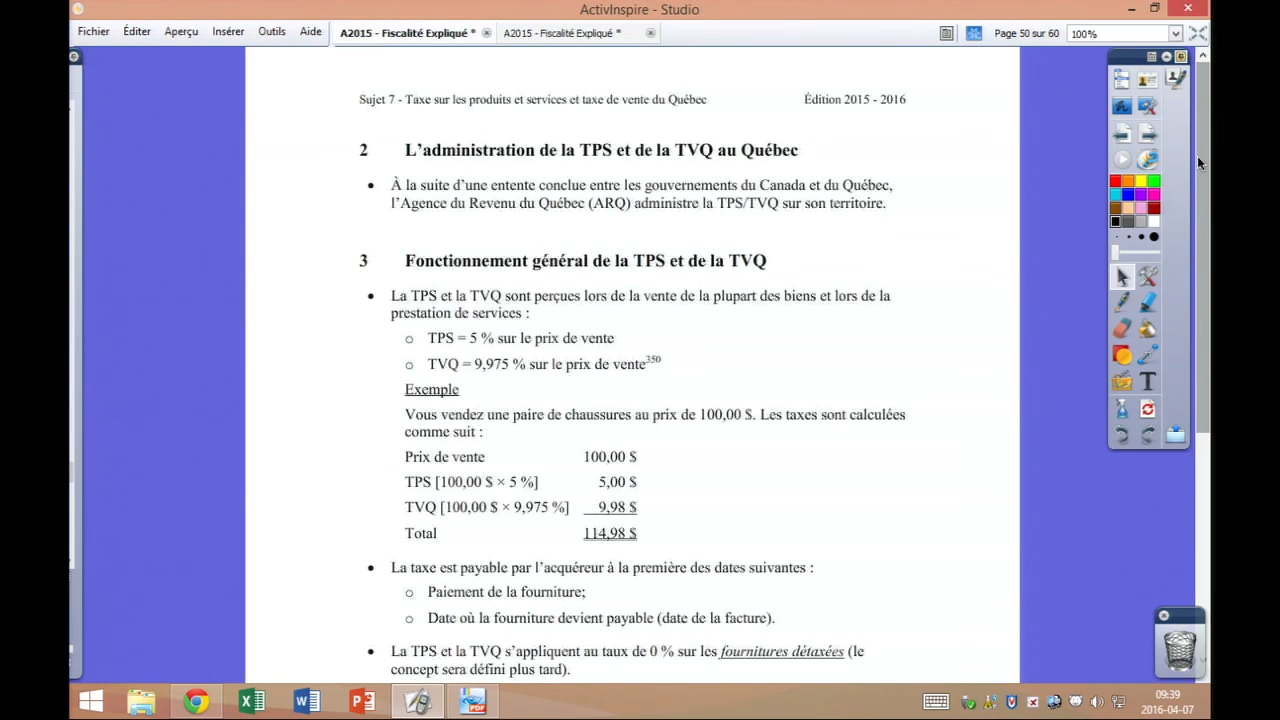 ActivInspire - Studio
Fichier Éditer Aperçu Insérer Outils Aide
A2015 - Fiscalité Expliqué *
A2015 - Fiscalité Expliqué *
Page 50 sur 60
100%
Sujet 7 - Taxe sur les produits et services et taxe de vente du Québec Édition 2015 - 2016
2 L’administration de la TPS et de la TVQ au Québec
• À la suite d’une entente conclue entre les gouvernements du Canada et du Québec,
l’Agence du Revenu du Québec (ARQ) administre la TPS/TVQ sur son territoire.
3 Fonctionnement général de la TPS et de la TVQ
• La TPS et la TVQ sont perçues lors de la vente de la plupart des biens et lors de la
prestation de services :
o TPS = 5 % sur le prix de vente
o TVQ = 9,975 % sur le prix de vente350
Exemple
Vous vendez une paire de chaussures au prix de 100,00 $. Les taxes sont calculées
comme suit :
Prix de vente 100,00 $
TPS [100,00 $ × 5 %] 5,00 $
TVQ [100,00 $ × 9,975 %] 9,98 $
Total 114,98 $
• La taxe est payable par l’acquéreur à la première des dates suivantes :
o Paiement de la fourniture;
o Date où la fourniture devient payable (date de la facture).
• La TPS et la TVQ s’appliquent au taux de 0 % sur les fournitures détaxées (le
concept sera défini plus tard).
09:39
2016-04-07